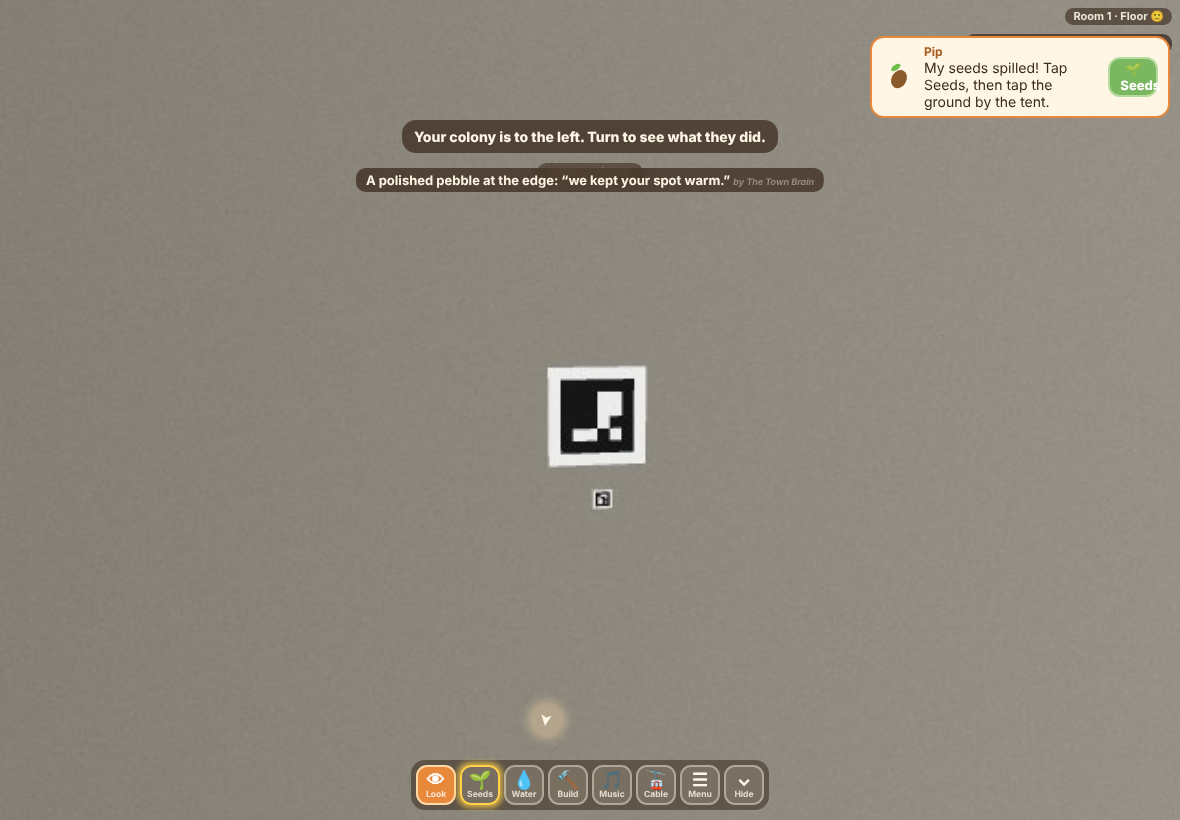 Room 1 · Floor 🙂
Pip
My seeds spilled! Tap
Seeds, then tap the
ground by the tent.
Seeds
Your colony is to the left. Turn to see what they did.
A polished pebble at the edge: “we kept your spot warm.” by The Town Brain
Look
Seeds
Water
Build
Music
Cable
Menu
Hide